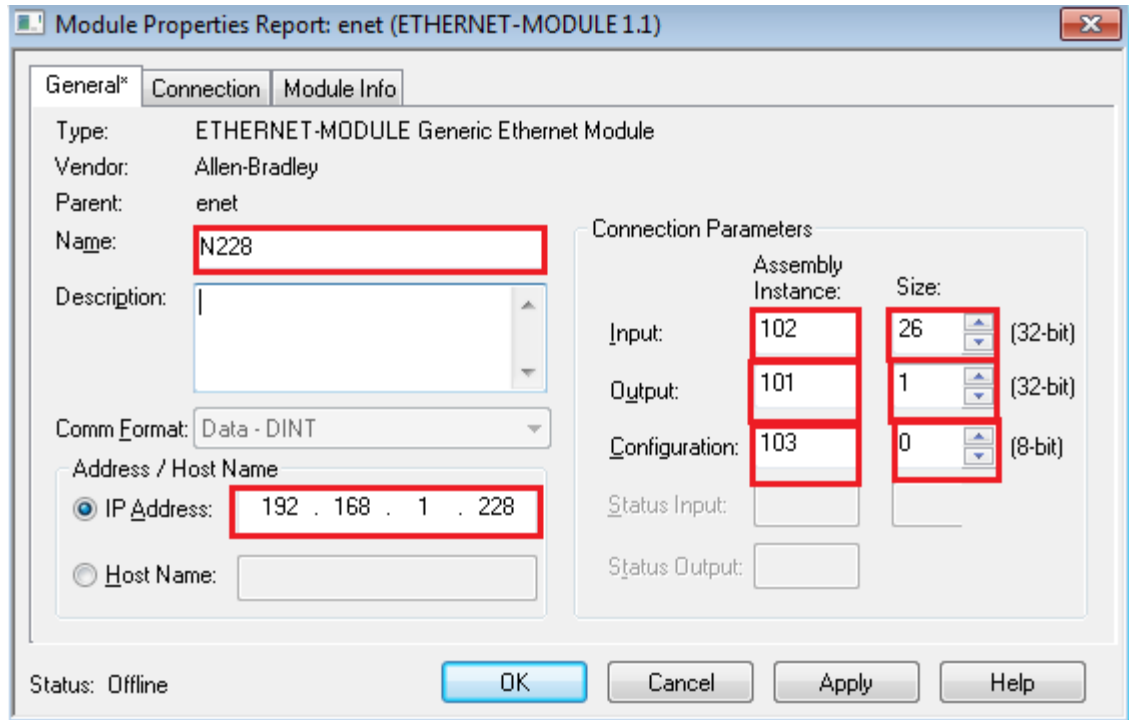 Module Properties Report: enet (ETHERNET-MODULE 1.1)
General* Connection Module Info
Type: ETHERNET-MODULE Generic Ethernet Module
Vendor: Allen-Bradley
Parent: enet
Name: N228
Description:
Comm Format: Data - DINT
Address / Host Name
IP Address: 192 . 168 . 1 . 228
Host Name:
Connection Parameters
Assembly Instance: Size:
Input: 102 26 (32-bit)
Output: 101 1 (32-bit)
Configuration: 103 0 (8-bit)
Status Input:
Status Output:
Status: Offline
OK Cancel Apply Help